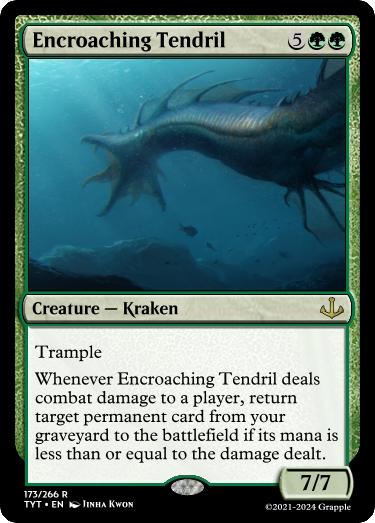 Encroaching Tendril 5
Creature — Kraken
Trample
Whenever Encroaching Tendril deals
combat damage to a player, return
target permanent card from your
graveyard to the battlefield if its mana is
less than or equal to the damage dealt.
7/7
173/266 R
TYT • EN Jinha Kwon
©2021-2024 Grapple